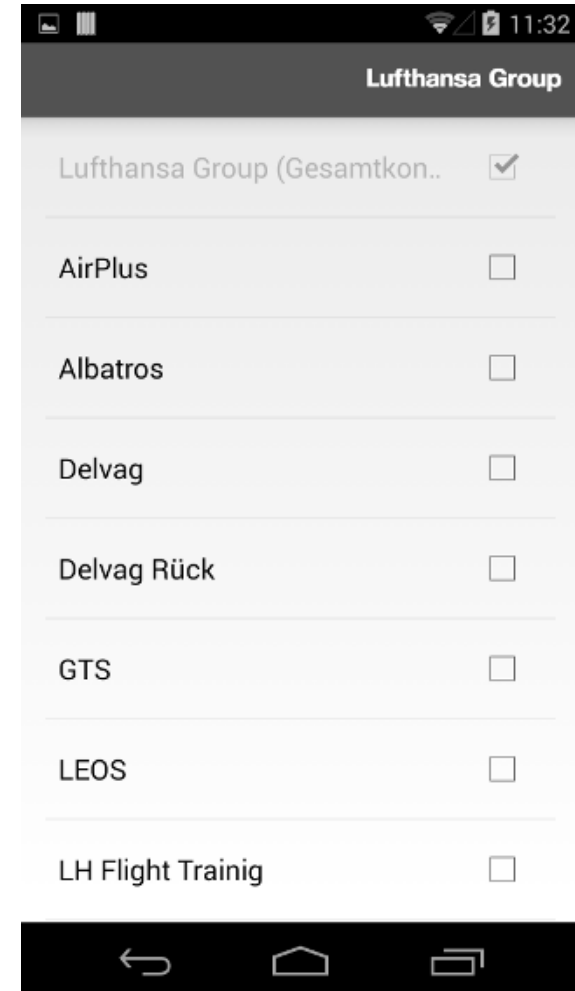 11:32
Lufthansa Group
Lufthansa Group (Gesamtkon..
AirPlus
Albatros
Delvag
Delvag Rück
GTS
LEOS
LH Flight Trainig